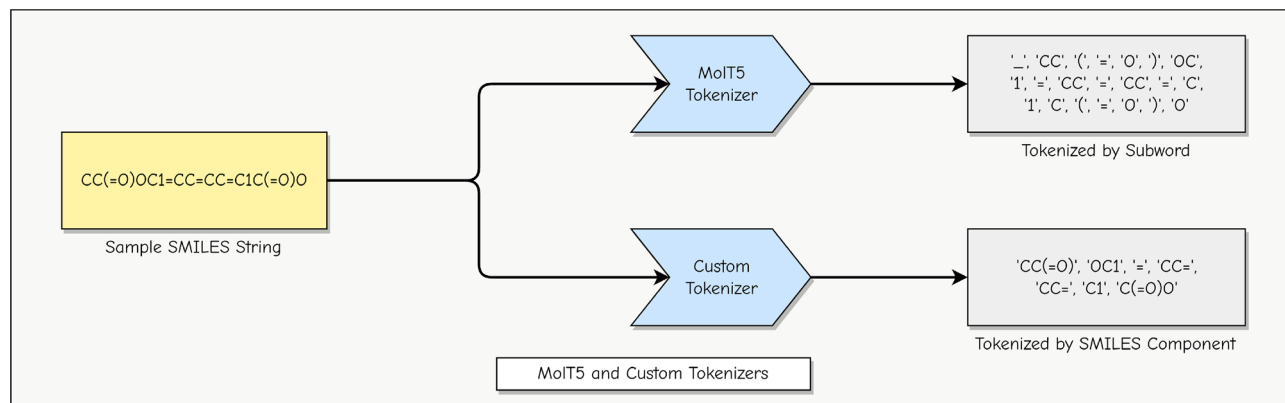 CC(=O)OC1=CC=CC=C1C(=O)O
Sample SMILES String
MolT5
Tokenizer
'_', 'CC', '(', '=', 'O', ')', 'OC',
'1', '=', 'CC', '=', 'CC', '=', 'C',
'1', 'C', '(', '=', 'O', ')', 'O'
Tokenized by Subword
Custom
Tokenizer
'CC(=O)', 'OC1', '=', 'CC=',
'CC=', 'C1', 'C(=O)O'
Tokenized by SMILES Component
MolT5 and Custom Tokenizers